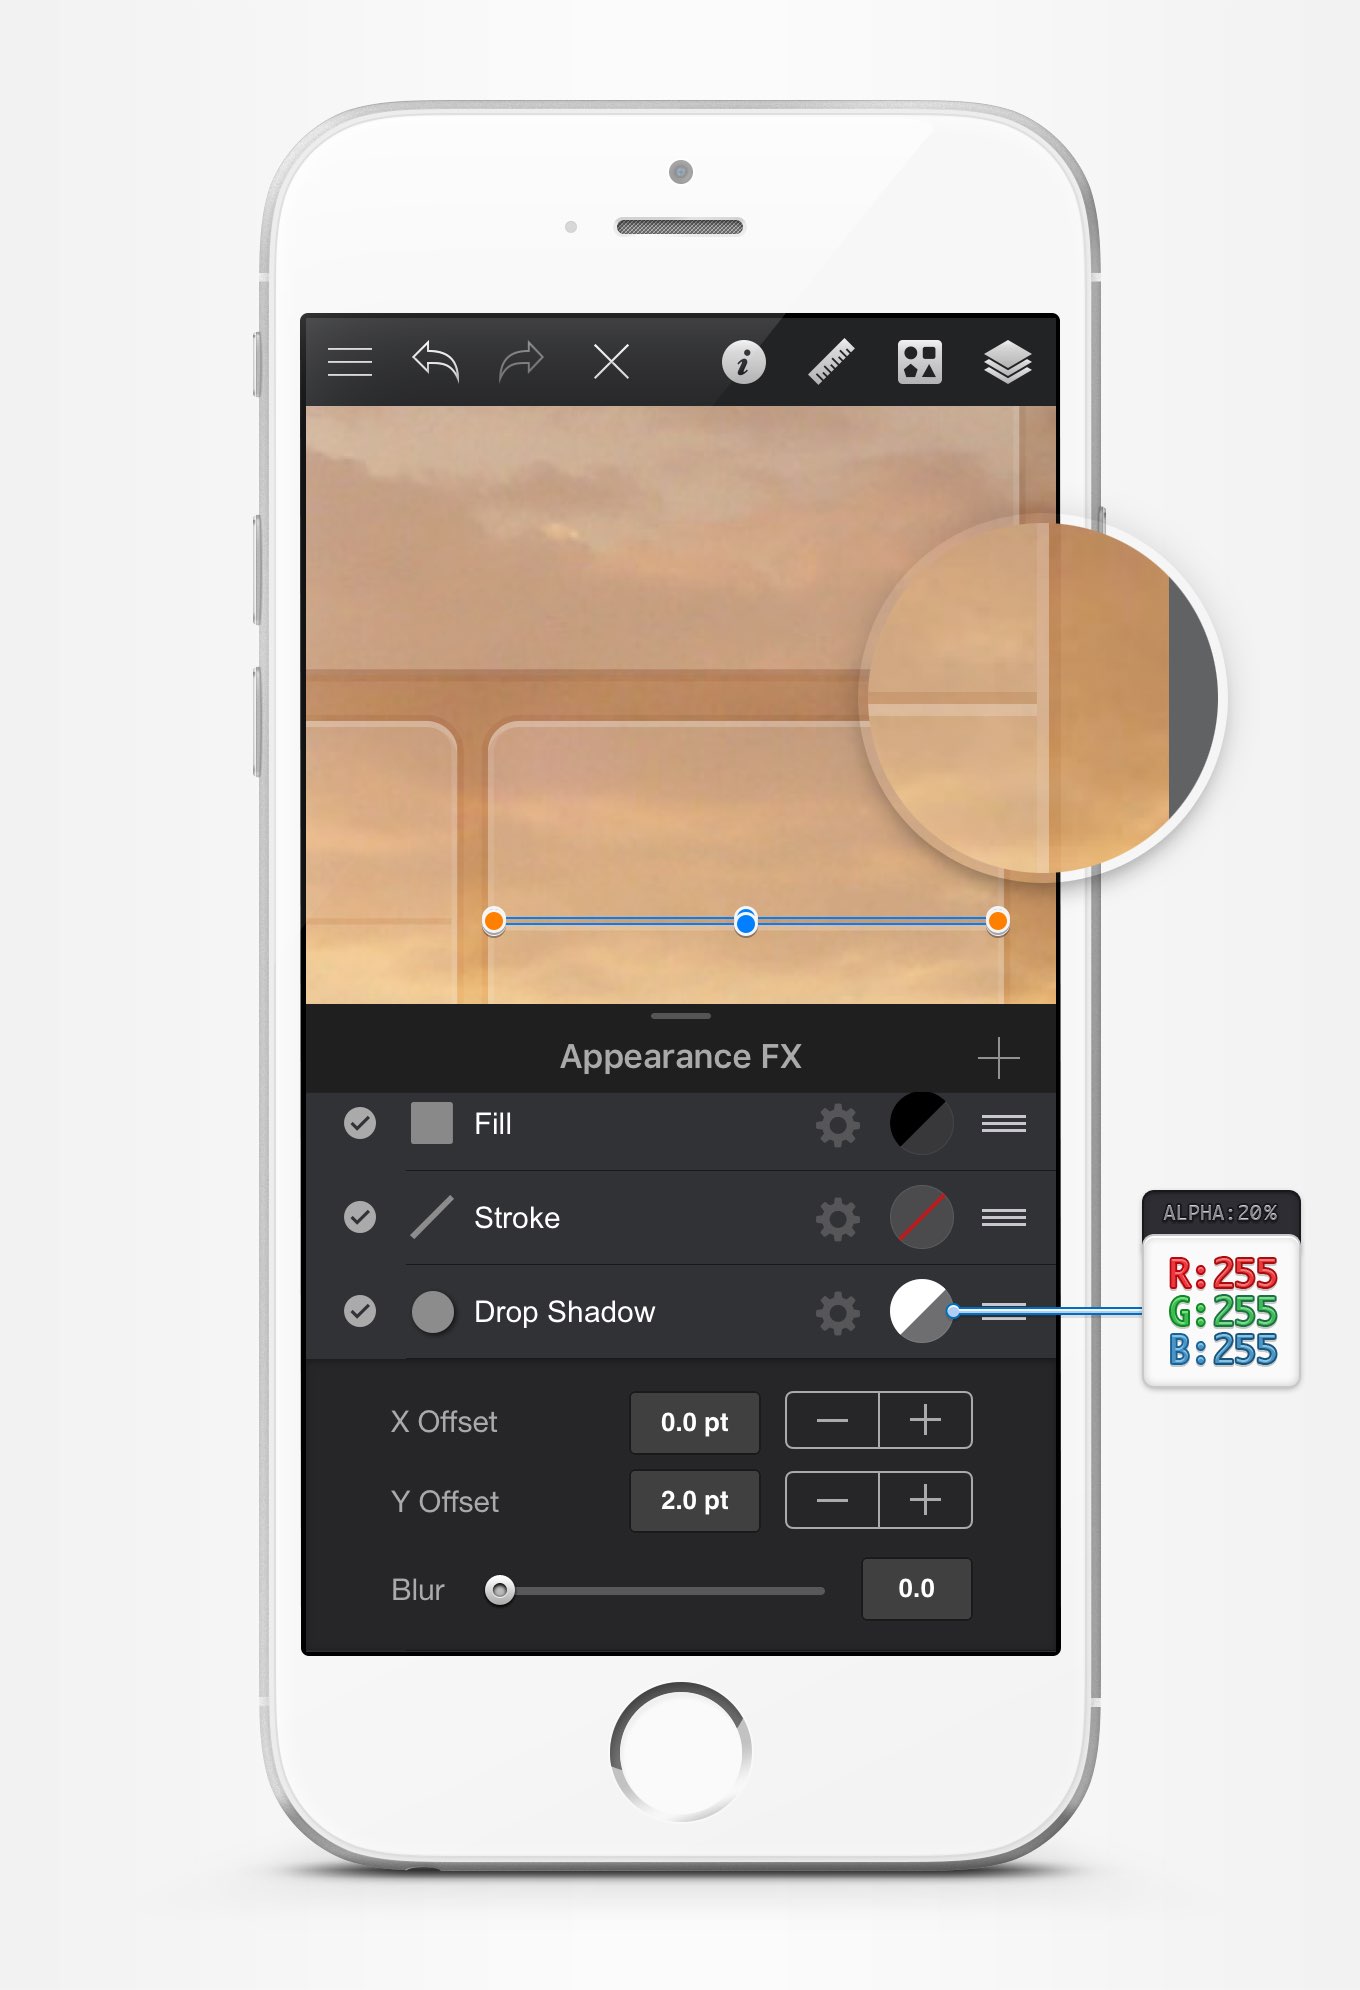 Appearance FX
Fill
Stroke
Drop Shadow
ALPHA:20%
R:255
G:255
B:255
X Offset 0.0 pt
Y Offset 2.0 pt
Blur 0.0